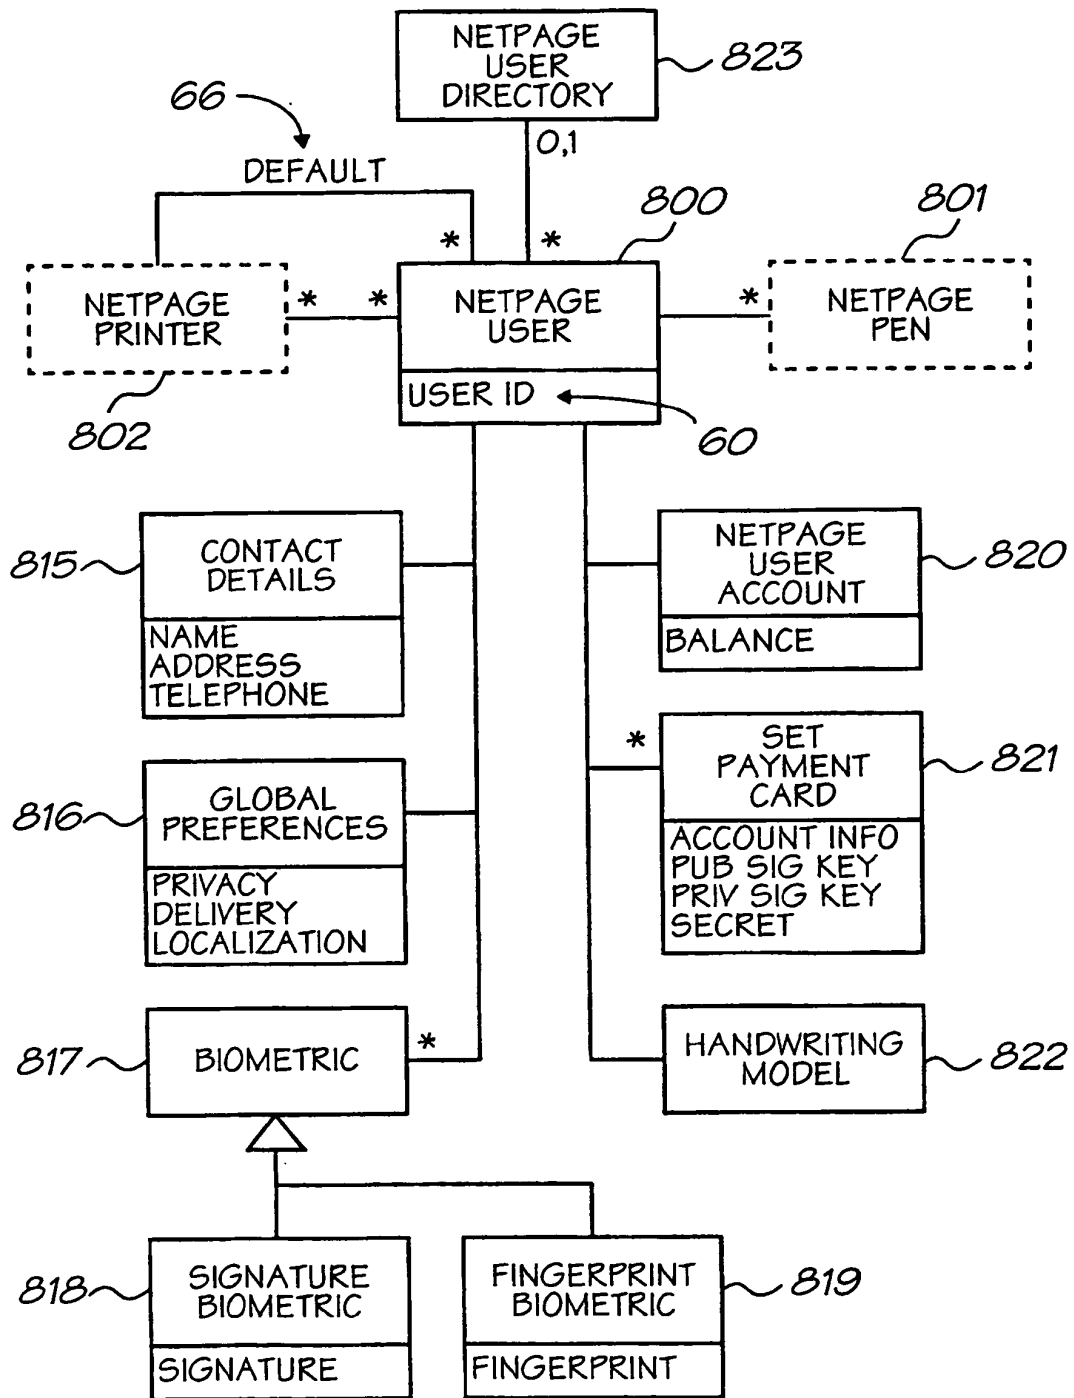 NETPAGE
USER
DIRECTORY
823
66
0,1
DEFAULT
800
801
*
*
NETPAGE
PRINTER
*
*
NETPAGE
USER
*
NETPAGE
PEN
USER ID
802
60
815
CONTACT
DETAILS
NAME
ADDRESS
TELEPHONE
NETPAGE
USER
ACCOUNT
820
BALANCE
816
GLOBAL
PREFERENCES
PRIVACY
DELIVERY
LOCALIZATION
*
SET
PAYMENT
CARD
821
ACCOUNT INFO
PUB SIG KEY
PRIV SIG KEY
SECRET
817
BIOMETRIC
*
HANDWRITING
MODEL
822
818
SIGNATURE
BIOMETRIC
SIGNATURE
FINGERPRINT
BIOMETRIC
819
FINGERPRINT